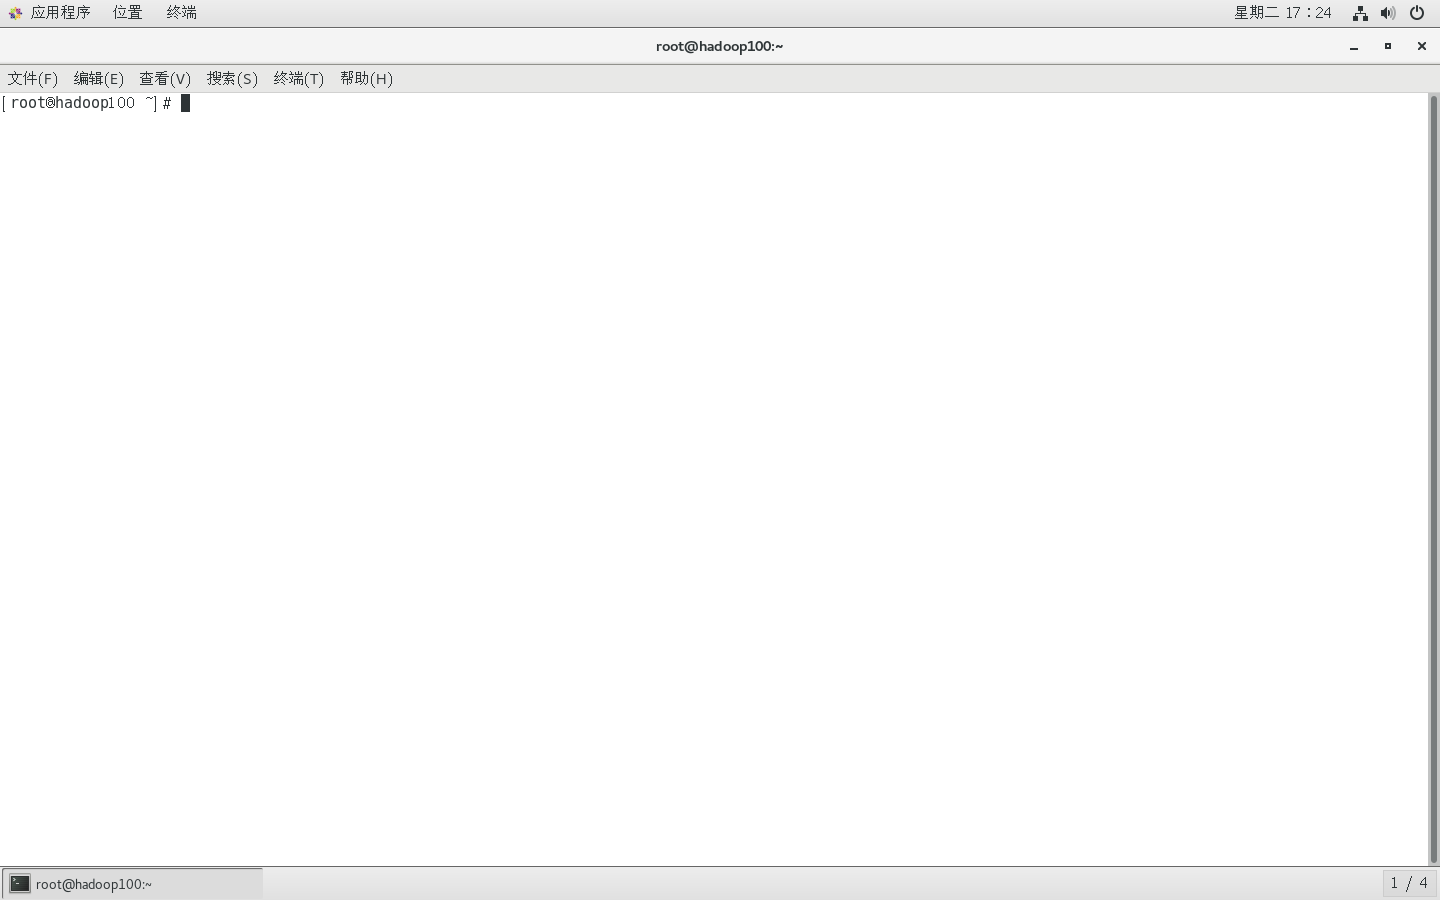 应用程序 位置 终端 星期二 17：24
root@hadoop100:~
文件(F) 编辑(E) 查看(V) 搜索(S) 终端(T) 帮助(H)
[root@hadoop100 ~]#
root@hadoop100:~ 1 / 4